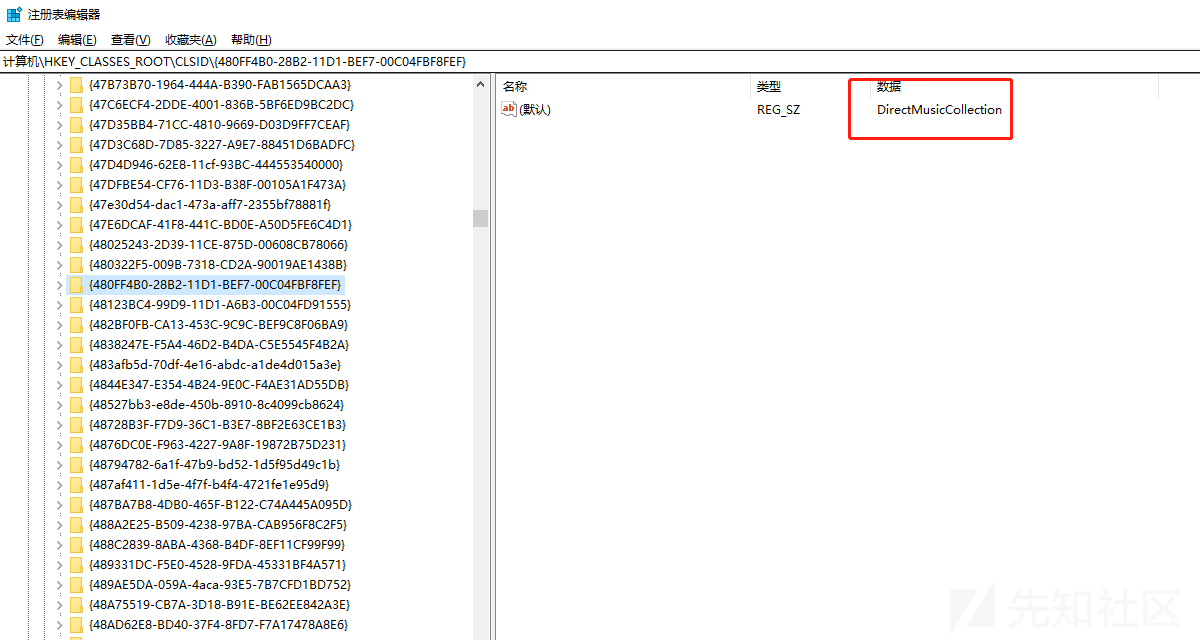 注册表编辑器
文件(F) 编辑(E) 查看(V) 收藏夹(A) 帮助(H)
计算机\HKEY_CLASSES_ROOT\CLSID\{480FF4B0-28B2-11D1-BEF7-00C04FBF8FEF}
{47B73B70-1964-444A-B390-FAB1565DCAA3}
{47C6ECF4-2DDE-4001-836B-5BF6ED9BC2DC}
{47D35BB4-71CC-4810-9669-D03D9FF7CEAF}
{47D3C68D-7D85-3227-A9E7-88451D6BADFC}
{47D4D946-62E8-11cf-93BC-444553540000}
{47DFBE54-CF76-11D3-B38F-00105A1F473A}
{47e30d54-dac1-473a-aff7-2355bf78881f}
{47E6DCAF-41F8-441C-BD0E-A50D5FE6C4D1}
{48025243-2D39-11CE-875D-00608CB78066}
{480322F5-009B-7318-CD2A-90019AE1438B}
{480FF4B0-28B2-11D1-BEF7-00C04FBF8FEF}
{48123BC4-99D9-11D1-A6B3-00C04FD91555}
{482BF0FB-CA13-453C-9C9C-BEF9C8F06BA9}
{4838247E-F5A4-46D2-B4DA-C5E5545F4B2A}
{483afb5d-70df-4e16-abdc-a1de4d015a3e}
{4844E347-E354-4B24-9E0C-F4AE31AD55DB}
{48527bb3-e8de-450b-8910-8c4099cb8624}
{48728B3F-F7D9-36C1-B3E7-8BF2E63CE1B3}
{4876DC0E-F963-4227-9A8F-19872B75D231}
{48794782-6a1f-47b9-bd52-1d5f95d49c1b}
{487af411-1d5e-4f7f-b4f4-4721fe1e95d9}
{487BA7B8-4DB0-465F-B122-C74A445A095D}
{488A2E25-B509-4238-97BA-CAB956F8C2F5}
{488C2839-8ABA-4368-B4DF-8EF11CF99F99}
{489331DC-F5E0-4528-9FDA-45331BF4A571}
{489AE5DA-059A-4aca-93E5-7B7CFD1BD752}
{48A75519-CB7A-3D18-B91E-BE62EE842A3E}
{48AD62E8-BD40-37F4-8FD7-F7A17478A8E6}
名称 类型 数据
(默认) REG_SZ DirectMusicCollection
先知社区